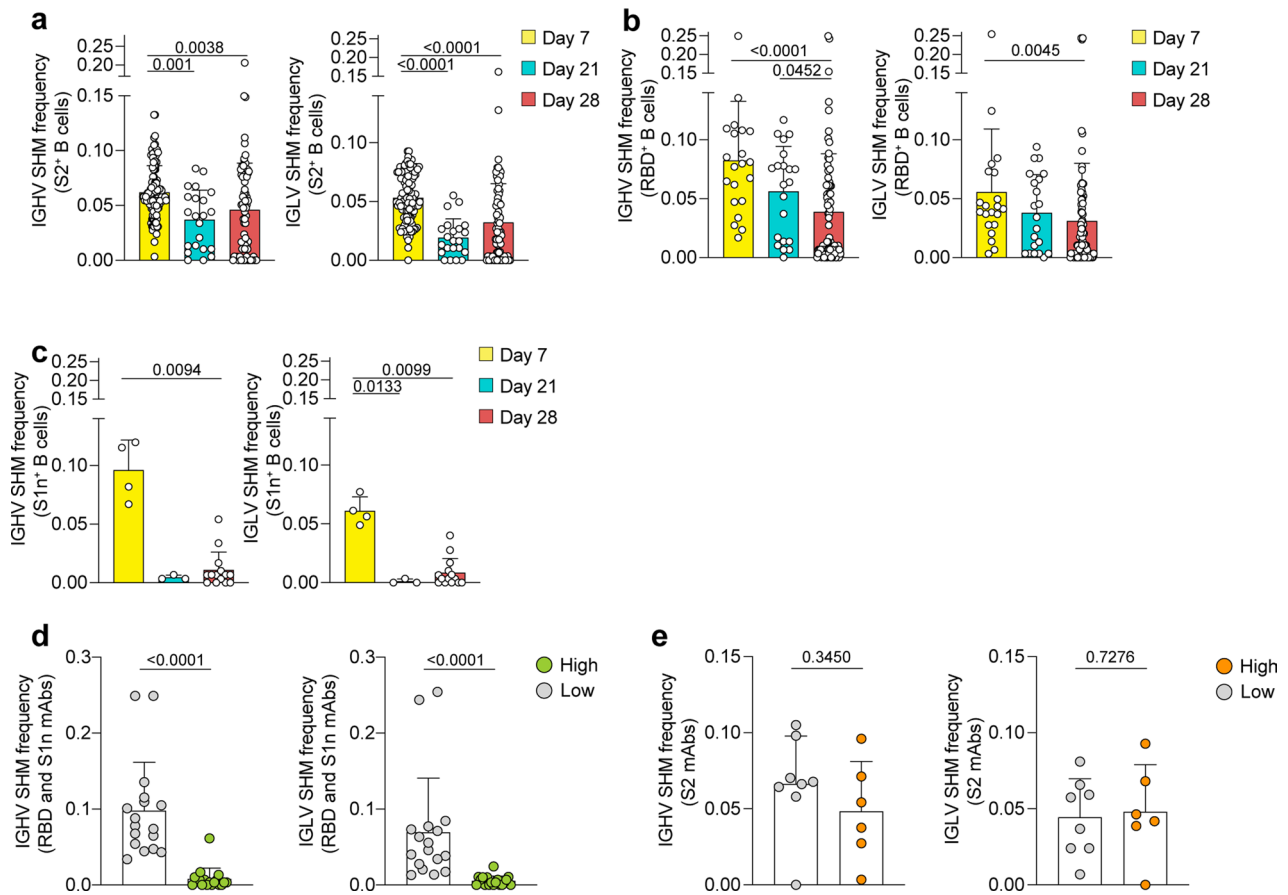 a
IGHV SHM frequency
(S2⁺ B cells)
0.25
0.20
0.15
0.15
0.10
0.05
0.00
0.0038
0.001
IGLV SHM frequency
(S2⁺ B cells)
0.25
0.20
0.15
0.15
0.10
0.05
0.00
<0.0001
<0.0001
Day 7
Day 21
Day 28
b
IGHV SHM frequency
(RBD⁺ B cells)
0.25
0.20
0.15
0.10
0.05
0.00
<0.0001
0.0452
IGLV SHM frequency
(RBD⁺ B cells)
0.25
0.20
0.15
0.10
0.05
0.00
0.0045
Day 7
Day 21
Day 28
c
IGHV SHM frequency
(S1n⁺ B cells)
0.25
0.20
0.15
0.10
0.05
0.00
0.0094
IGLV SHM frequency
(S1n⁺ B cells)
0.25
0.20
0.15
0.10
0.05
0.00
0.0099
0.0133
Day 7
Day 21
Day 28
d
IGHV SHM frequency
(RBD and S1n mAbs)
0.3
0.2
0.1
0.0
<0.0001
IGLV SHM frequency
(RBD and S1n mAbs)
0.3
0.2
0.1
0.0
<0.0001
High
Low
e
IGHV SHM frequency
(S2 mAbs)
0.15
0.10
0.05
0.00
0.3450
IGLV SHM frequency
(S2 mAbs)
0.15
0.10
0.05
0.00
0.7276
High
Low